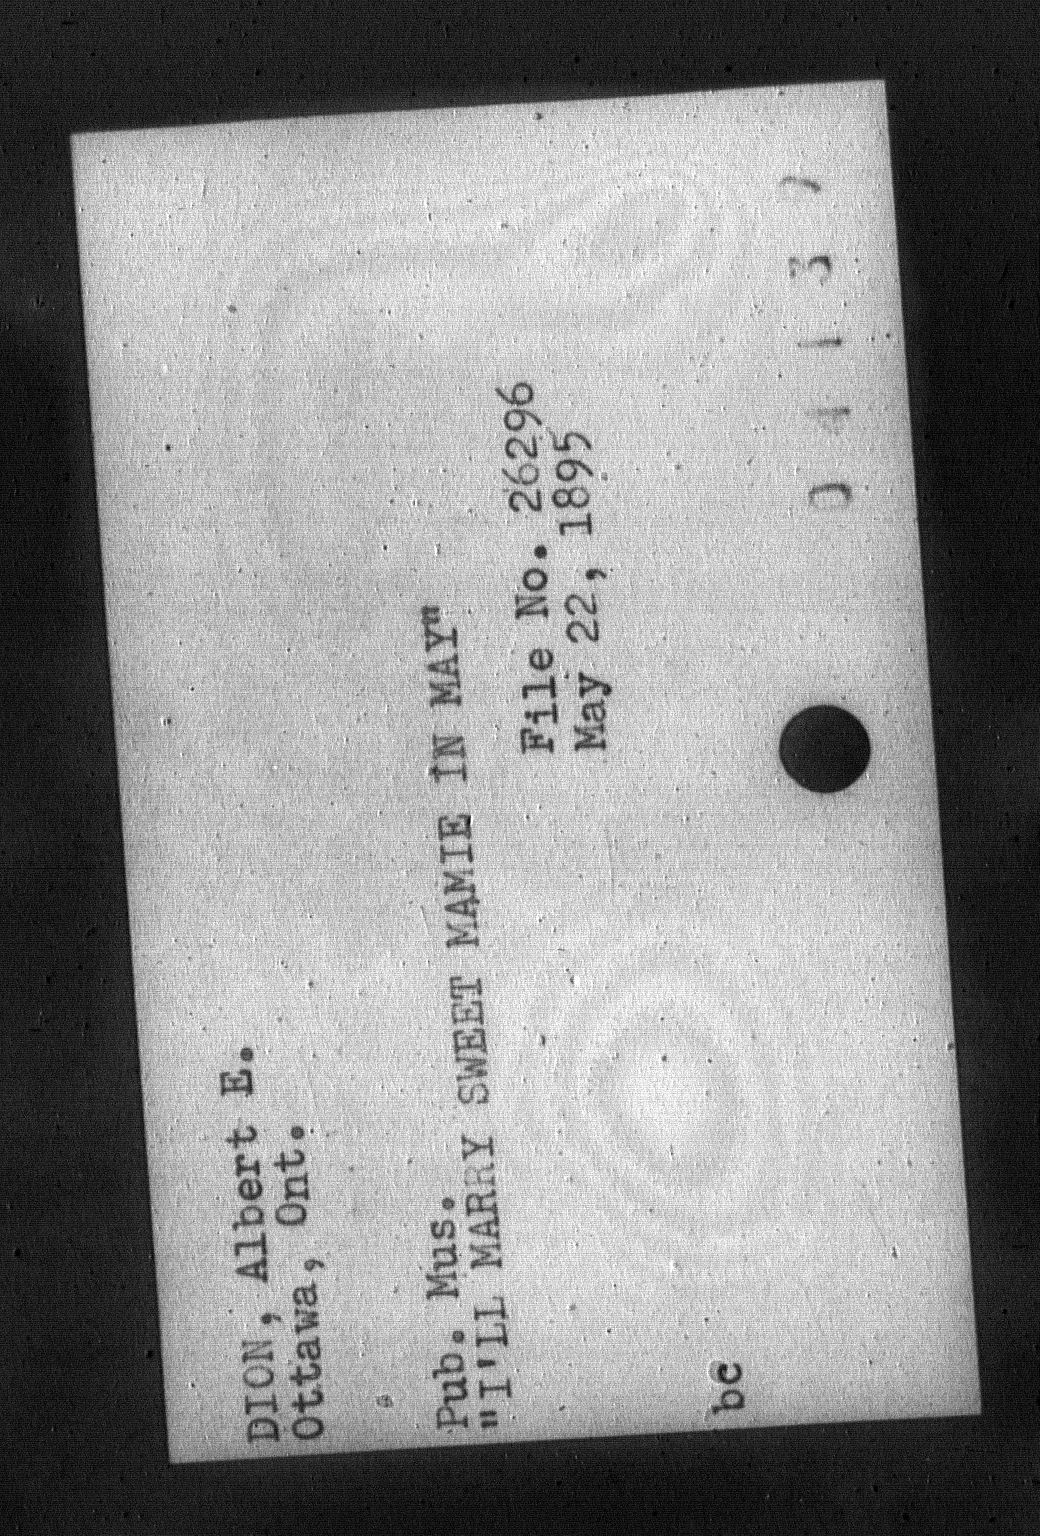 DION, Albert E.
Ottawa, Ont.
Pub. Mus.
"I'LL MARRY SWEET MAMIE IN MAY"
File No. 26296
May 22, 1895
bc